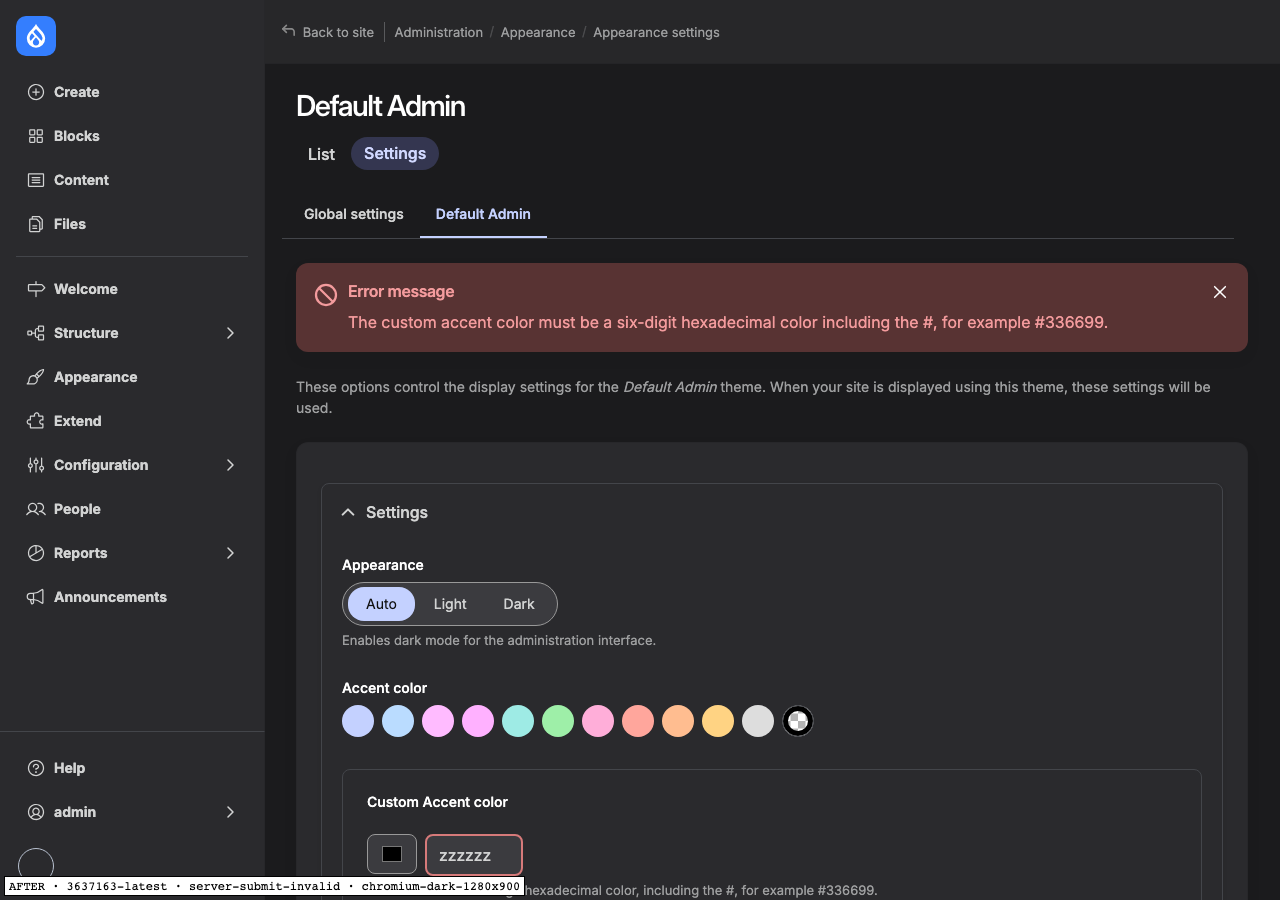 Back to site
Administration / Appearance / Appearance settings
Create
Blocks
Content
Files
Welcome
Structure
Appearance
Extend
Configuration
People
Reports
Announcements
Help
admin
Default Admin
List
Settings
Global settings
Default Admin
Error message
The custom accent color must be a six-digit hexadecimal color including the #, for example #336699.
These options control the display settings for the Default Admin theme. When your site is displayed using this theme, these settings will be
used.
Settings
Appearance
Auto Light Dark
Enables dark mode for the administration interface.
Accent color
Custom Accent color
zzzzzz
hexadecimal color, including the #, for example #336699.
AFTER · 3637163-latest · server-submit-invalid · chromium-dark-1280x900